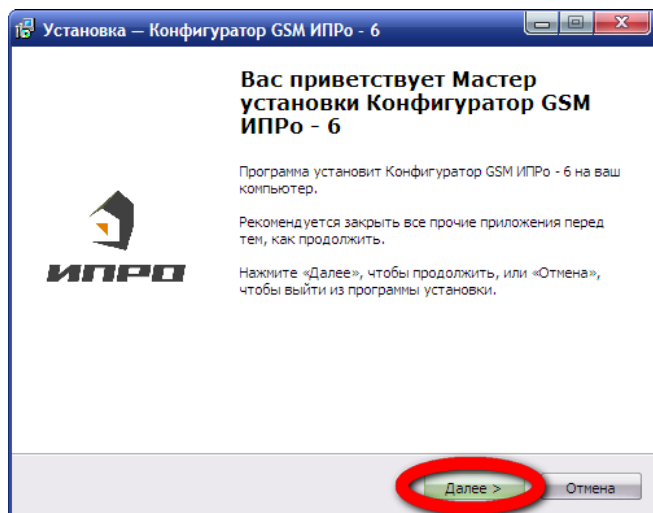 Установка — Конфигуратор GSM ИПРо - 6
Вас приветствует Мастер
установки Конфигуратор GSM
ИПРо - 6
Программа установит Конфигуратор GSM ИПРо - 6 на ваш
компьютер.
Рекомендуется закрыть все прочие приложения перед
тем, как продолжить.
Нажмите «Далее», чтобы продолжить, или «Отмена»,
чтобы выйти из программы установки.
ИПРО
Далее >
Отмена